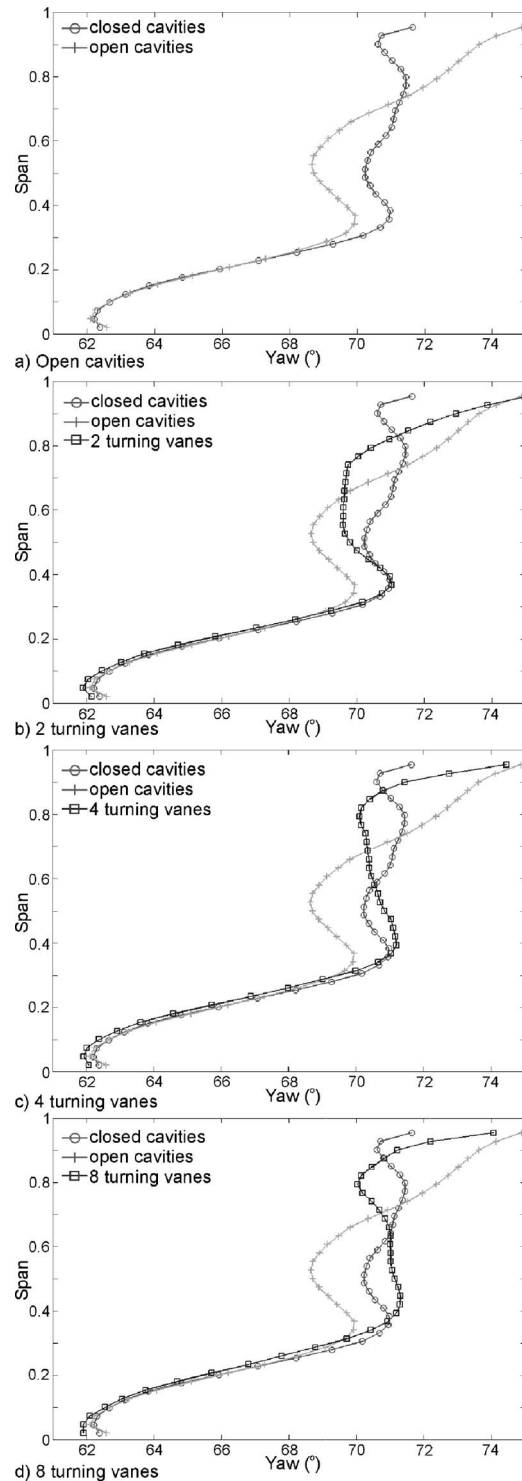 1
closed cavities
open cavities
0.8
0.6
Span
0.4
0.2
0
62 64 66 68 70 72 74
Yaw (°)
a) Open cavities
1
closed cavities
open cavities
2 turning vanes
0.8
0.6
Span
0.4
0.2
0
62 64 66 68 70 72 74
Yaw (°)
b) 2 turning vanes
1
closed cavities
open cavities
4 turning vanes
0.8
0.6
Span
0.4
0.2
0
62 64 66 68 70 72 74
Yaw (°)
c) 4 turning vanes
1
closed cavities
open cavities
8 turning vanes
0.8
0.6
Span
0.4
0.2
0
62 64 66 68 70 72 74
Yaw (°)
d) 8 turning vanes